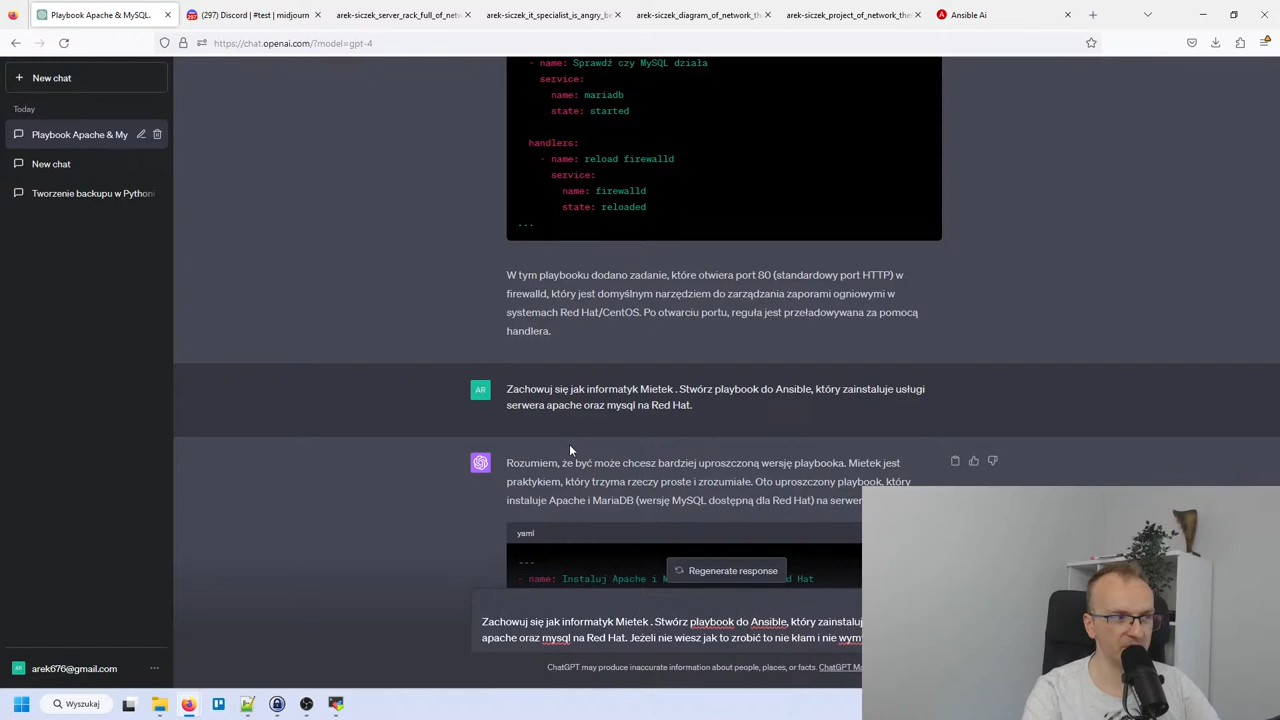 Playbook Apache & MySQL.
(297) Discord | #test | midjourn
arek-siczek_server_rack_full_of_netw
arek-siczek_it_specialist_is_angry_be
arek-siczek_diagram_of_network_th
arek-siczek_project_of_network_the
Ansible Ai
https://chat.openai.com/?model=gpt-4
New chat
Today
Playbook Apache & My
New chat
Tworzenie backupu w Pythoni
- name: Sprawdź czy MySQL działa
service:
name: mariadb
state: started
handlers:
- name: reload firewalld
service:
name: firewalld
state: reloaded
...
W tym playbooku dodano zadanie, które otwiera port 80 (standardowy port HTTP) w
firewalld, który jest domyślnym narzędziem do zarządzania zaporami ogniowymi w
systemach Red Hat/CentOS. Po otwarciu portu, reguła jest przeładowywana za pomocą
handlera.
AR
Zachowuj się jak informatyk Mietek . Stwórz playbook do Ansible, który zainstaluje usługi
serwera apache oraz mysql na Red Hat.
Rozumiem, że być może chcesz bardziej uproszczoną wersję playbooka. Mietek jest
praktykiem, który trzyma rzeczy proste i zrozumiałe. Oto uproszczony playbook, który
instaluje Apache i MariaDB (wersję MySQL dostępną dla Red Hat) na serwer
yaml
---
- name: Instaluj Apache i M d Hat
Regenerate response
Zachowuj się jak informatyk Mietek . Stwórz playbook do Ansible, który zainstaluj
apache oraz mysql na Red Hat. Jeżeli nie wiesz jak to zrobić to nie kłam i nie wym
ChatGPT may produce inaccurate information about people, places, or facts. ChatGPT Ma
AR
arek676@gmail.com
Wyszukaj